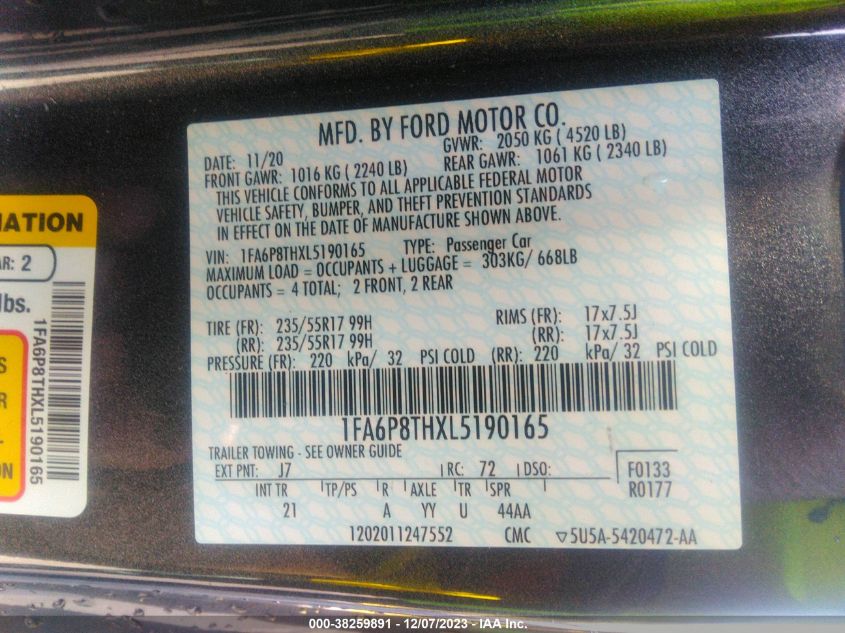 MFD. BY FORD MOTOR CO.
DATE: 11/20
GVWR: 2050 KG ( 4520 LB)
FRONT GAWR: 1016 KG ( 2240 LB)
REAR GAWR: 1061 KG ( 2340 LB)
THIS VEHICLE CONFORMS TO ALL APPLICABLE FEDERAL MOTOR
VEHICLE SAFETY, BUMPER, AND THEFT PREVENTION STANDARDS
IN EFFECT ON THE DATE OF MANUFACTURE SHOWN ABOVE.
VIN: 1FA6P8THXL5190165 TYPE: Passenger Car
MAXIMUM LOAD = OCCUPANTS + LUGGAGE = 303KG/ 668LB
OCCUPANTS = 4 TOTAL; 2 FRONT, 2 REAR
TIRE (FR): 235/55R17 99H RIMS (FR): 17x7.5J
(RR): 235/55R17 99H (RR): 17x7.5J
PRESSURE (FR): 220 kPa/ 32 PSI COLD (RR): 220 kPa/ 32 PSI COLD
1FA6P8THXL5190165
TRAILER TOWING - SEE OWNER GUIDE
EXT PNT: J7 RC: 72 DSO: F0133
R0177
INT TR TP/PS R AXLE TR SPR
21 A YY U 44AA
1202011247552 CMC ▽5U5A-5420472-AA
MATION
AR: 2
lbs.
1FA6P8THXL5190165
S
R
L.
ON
000-38259891 - 12/07/2023 - IAA Inc.